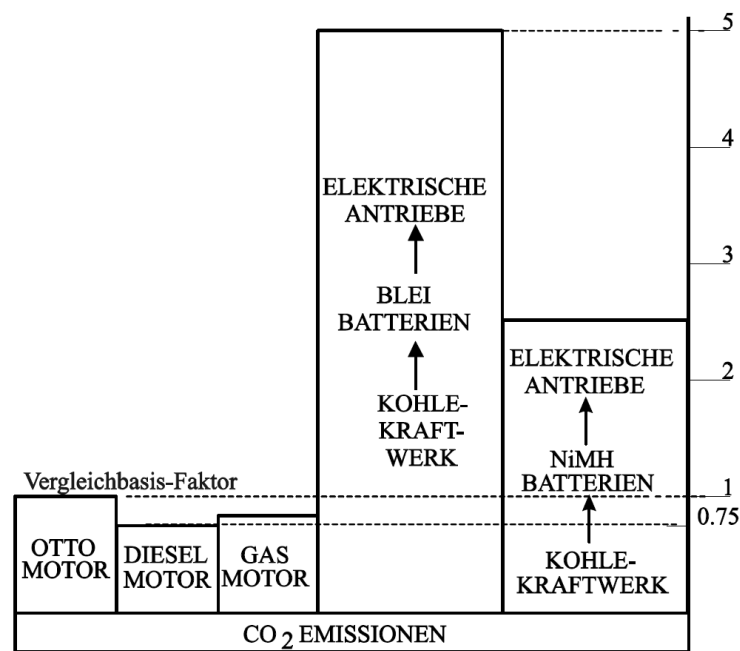 5
4
3
2
1
0.75
Vergleichbasis-Faktor
OTTO
MOTOR
DIESEL
MOTOR
GAS
MOTOR
ELEKTRISCHE
ANTRIEBE
BLEI
BATTERIEN
KOHLE-
KRAFT-
WERK
ELEKTRISCHE
ANTRIEBE
NiMH
BATTERIEN
KOHLE-
KRAFTWERK
CO2 EMISSIONEN